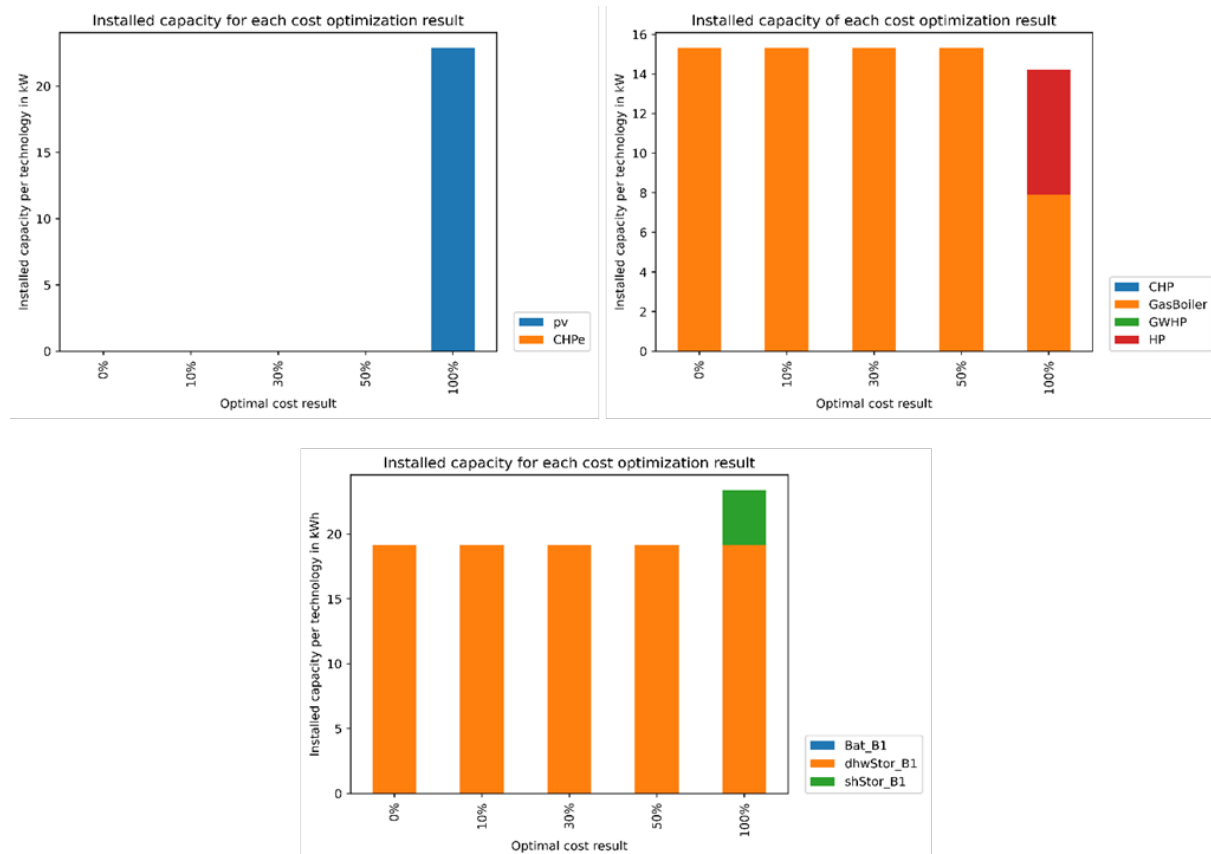 Installed capacity for each cost optimization result
Installed capacity per technology in kW
20
15
10
5
0
0%
10%
30%
50%
100%
Optimal cost result
pv
CHPe
Installed capacity of each cost optimization result
Installed capacity per technology in kW
16
14
12
10
8
6
4
2
0
0%
10%
30%
50%
100%
Optimal cost result
CHP
GasBoiler
GWHP
HP
Installed capacity for each cost optimization result
Installed capacity per technology in kWh
20
15
10
5
0
0%
10%
30%
50%
100%
Optimal cost result
Bat_B1
dhwStor_B1
shStor_B1